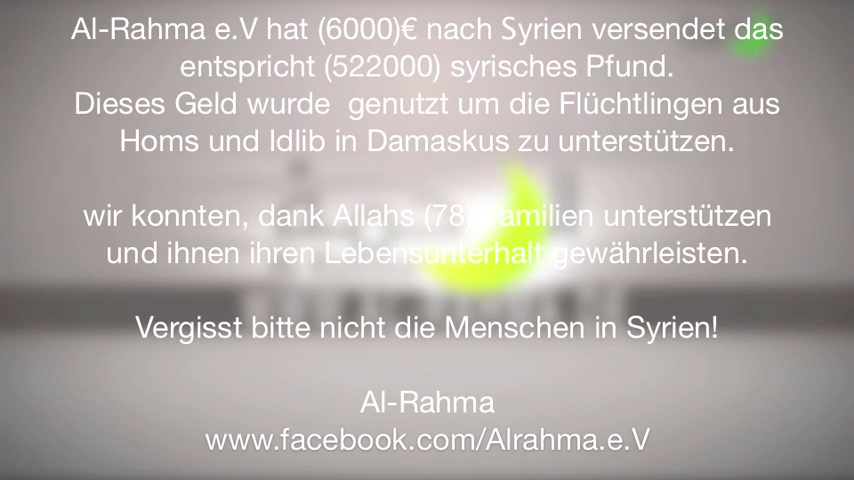 Al-Rahma e.V hat (6000)€ nach Syrien versendet das
entspricht (522000) syrisches Pfund.
Dieses Geld wurde  genutzt um die Flüchtlingen aus
Homs und Idlib in Damaskus zu unterstützen.
wir konnten, dank Allahs (78) Familien unterstützen
und ihnen ihren Lebensunterhalt gewährleisten.
Vergisst bitte nicht die Menschen in Syrien!
Al-Rahma
www.facebook.com/Alrahma.e.V